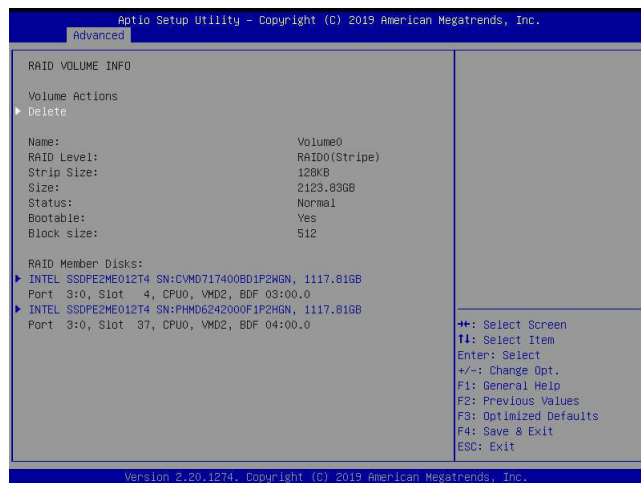 Aptio Setup Utility – Copyright (C) 2019 American Megatrends, Inc.
Advanced
RAID VOLUME INFO
Volume Actions
Delete
Name: Volume0
RAID Level: RAID0(Stripe)
Strip Size: 128KB
Size: 2123.83GB
Status: Normal
Bootable: Yes
Block size: 512
RAID Member Disks:
INTEL SSDPE2ME012T4 SN:CVMD717400BD1P2WGN, 1117.81GB
Port 3:0, Slot 4, CPU0, VMD2, BDF 03:00.0
INTEL SSDPE2ME012T4 SN:PHMD6242000F1P2HGN, 1117.81GB
Port 3:0, Slot 37, CPU0, VMD2, BDF 04:00.0
→←: Select Screen
↑↓: Select Item
Enter: Select
+/-: Change Opt.
F1: General Help
F2: Previous Values
F3: Optimized Defaults
F4: Save & Exit
ESC: Exit
Version 2.20.1274. Copyright (C) 2019 American Megatrends, Inc.